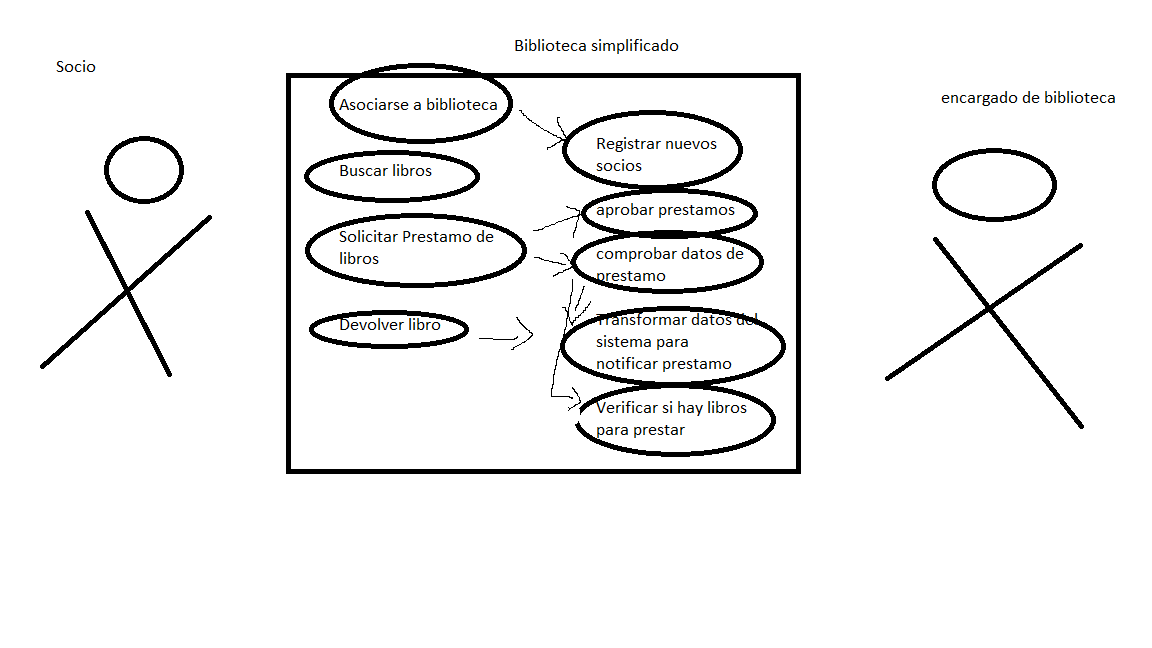 Biblioteca simplificado
Socio
encargado de biblioteca
Asociarse a biblioteca
Registrar nuevos
socios
Buscar libros
aprobar prestamos
Solicitar Prestamo de
libros
comprobar datos de
prestamo
Devolver libro
Transformar datos del
sistema para
notificar prestamo
Verificar si hay libros
para prestar